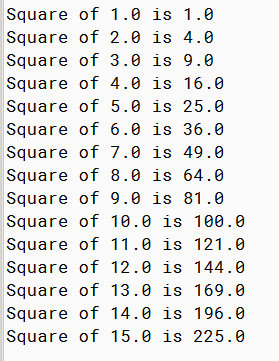 Square of 1.0 is 1.0
Square of 2.0 is 4.0
Square of 3.0 is 9.0
Square of 4.0 is 16.0
Square of 5.0 is 25.0
Square of 6.0 is 36.0
Square of 7.0 is 49.0
Square of 8.0 is 64.0
Square of 9.0 is 81.0
Square of 10.0 is 100.0
Square of 11.0 is 121.0
Square of 12.0 is 144.0
Square of 13.0 is 169.0
Square of 14.0 is 196.0
Square of 15.0 is 225.0